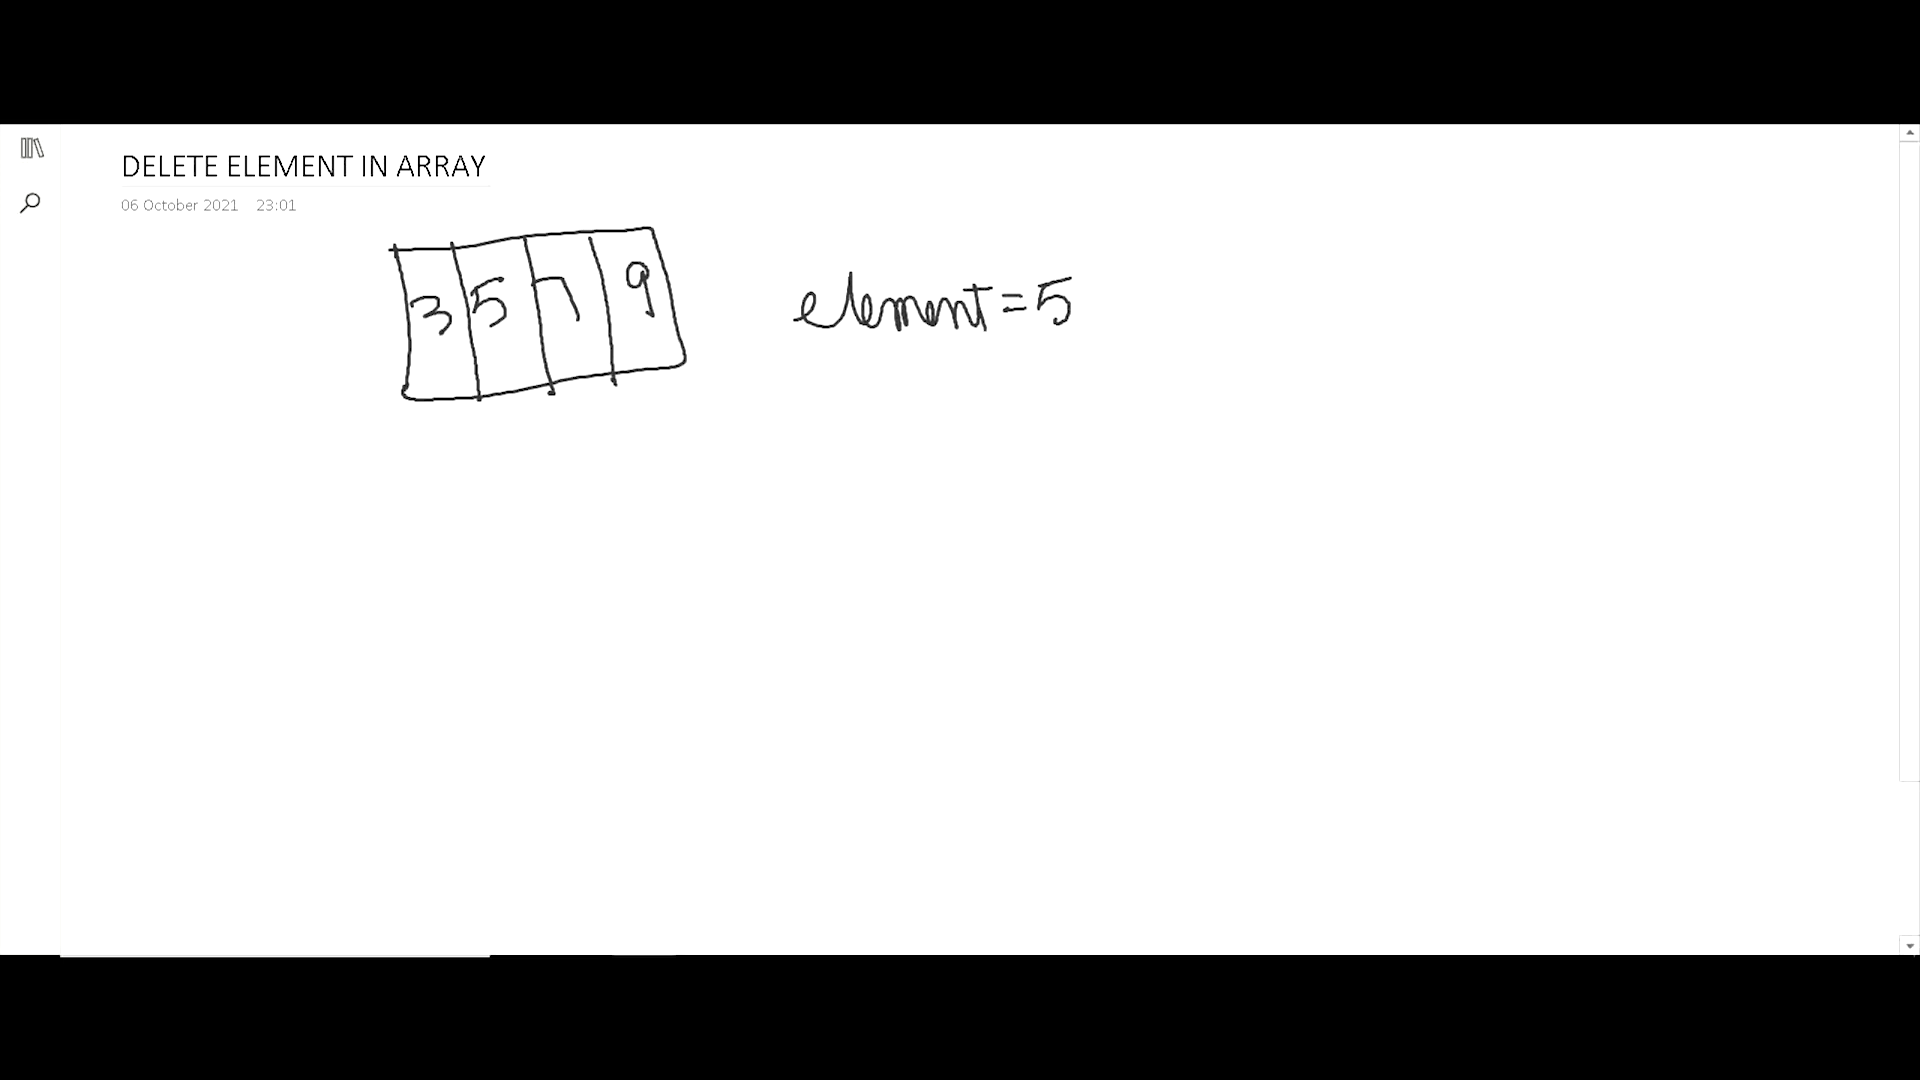 DELETE ELEMENT IN ARRAY
06 October 2021 23:01
3 5 7 9
element = 5